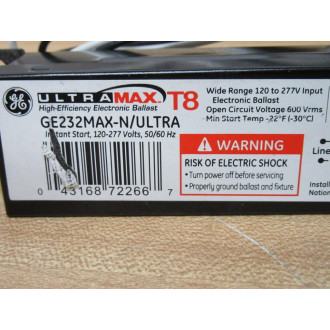 GE ULTRAMAX T8
High-Efficiency Electronic Ballast
GE232MAX-N/ULTRA
Instant Start, 120-277 Volts, 50/60 Hz
0 43168 72266 7
Wide Range 120 to 277V Input
Electronic Ballast
Open Circuit Voltage 600 Vrms
Min Start Temp -22°F (-30°C)
WARNING
RISK OF ELECTRIC SHOCK
• Turn power off before servicing
• Properly ground ballast and fixture
Line
Install
Natio